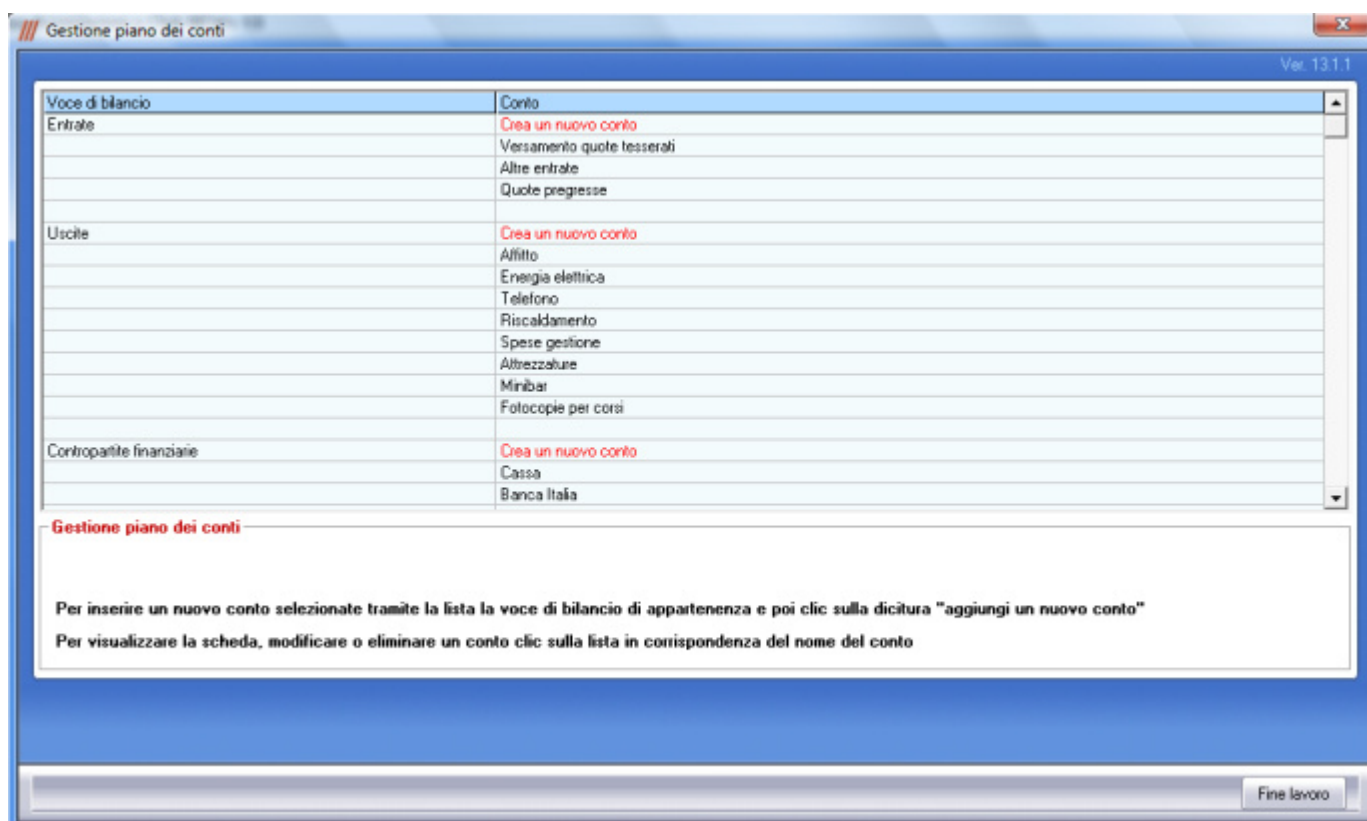 Gestione piano dei conti
Ver. 13.1.1
Voce di bilancio Conto
Entrate Crea un nuovo conto
Versamento quote tesserati
Altre entrate
Quote pregresse
Uscite Crea un nuovo conto
Affitto
Energia elettrica
Telefono
Riscaldamento
Spese gestione
Attrezzature
Minibar
Fotocopie per corsi
Contropartite finanziarie Crea un nuovo conto
Cassa
Banca Italia
Gestione piano dei conti
Per inserire un nuovo conto selezionate tramite la lista la voce di bilancio di appartenenza e poi clic sulla dicitura "aggiungi un nuovo conto"
Per visualizzare la scheda, modificare o eliminare un conto clic sulla lista in corrispondenza del nome del conto
Fine lavoro